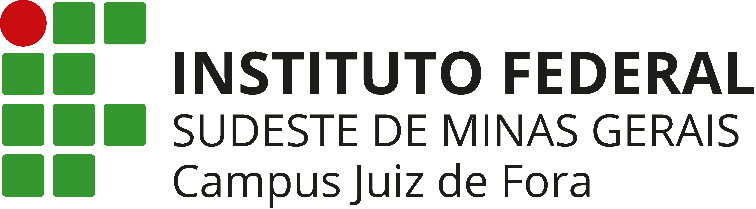 INSTITUTO FEDERAL
SUDESTE DE MINAS GERAIS
Campus Juiz de Fora